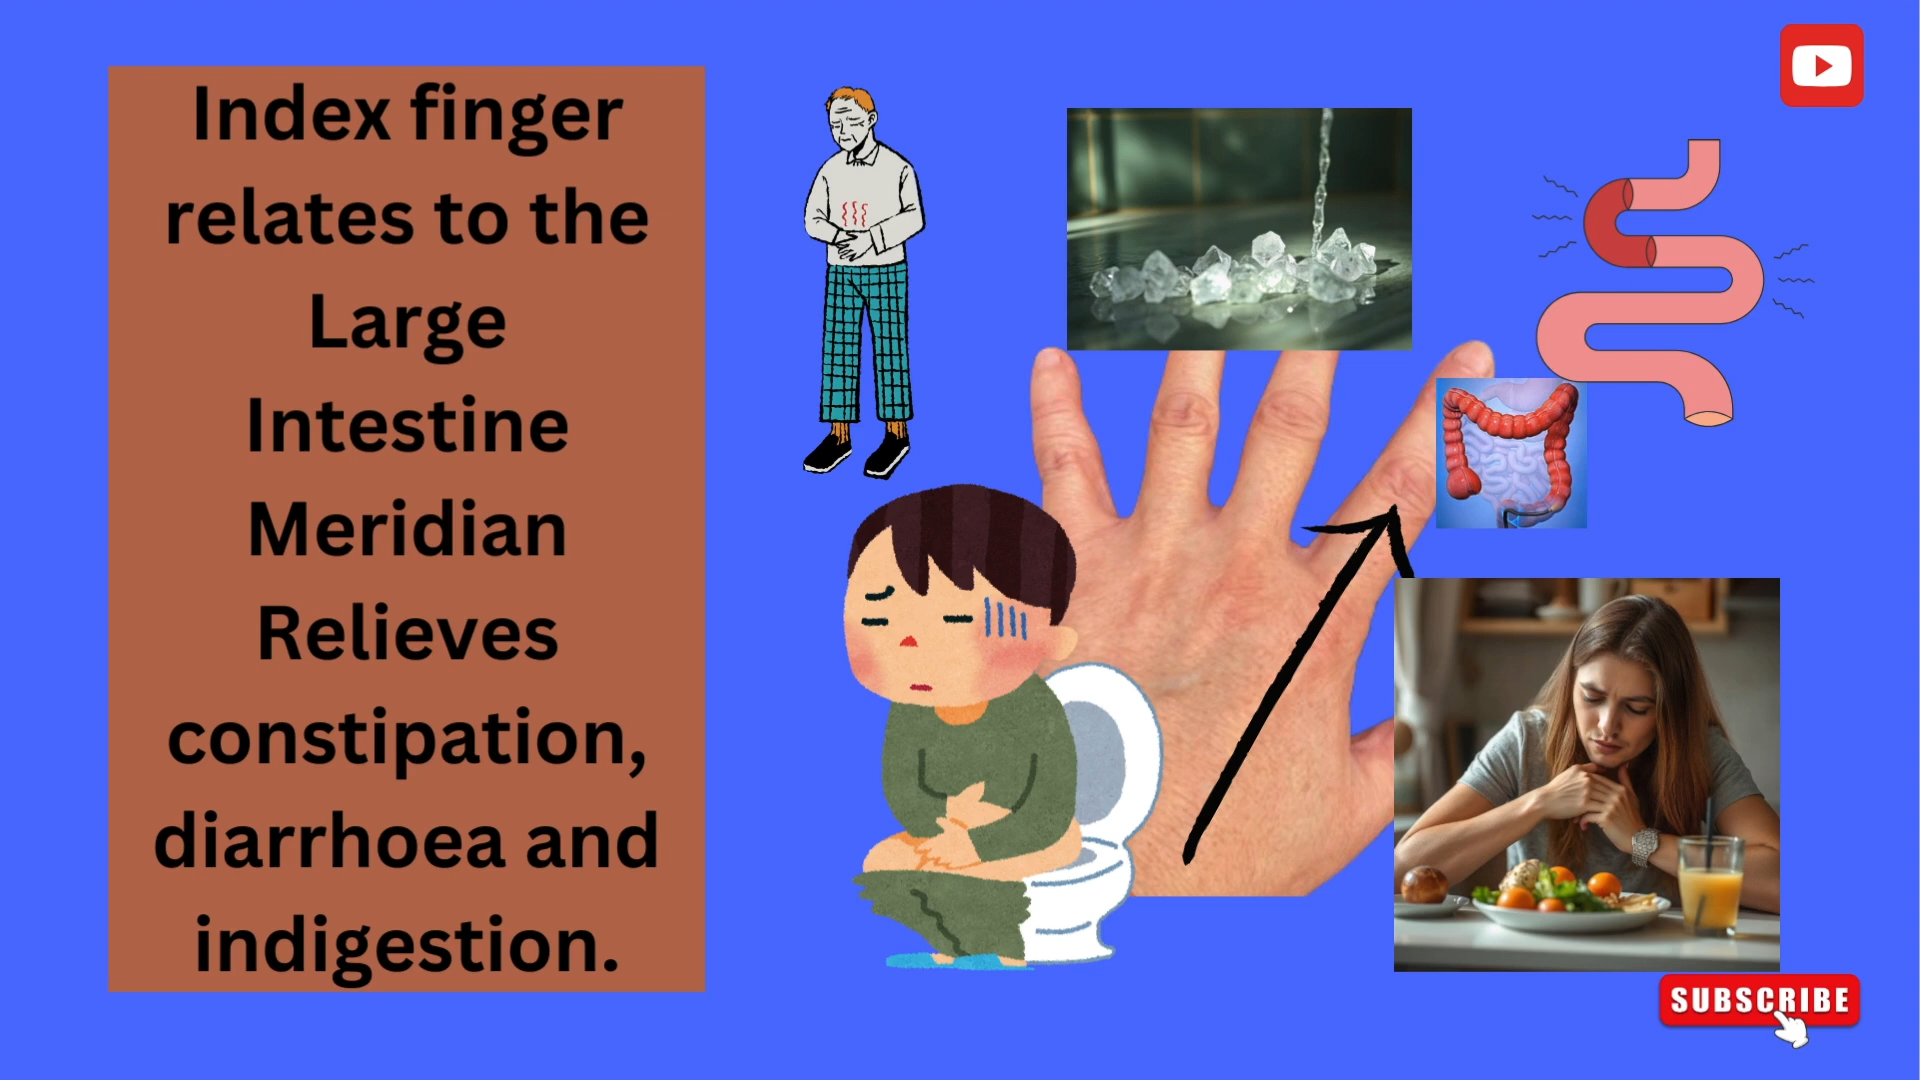 Index finger
relates to the
Large
Intestine
Meridian
Relieves
constipation,
diarrhoea and
indigestion.
SUBSCRIBE